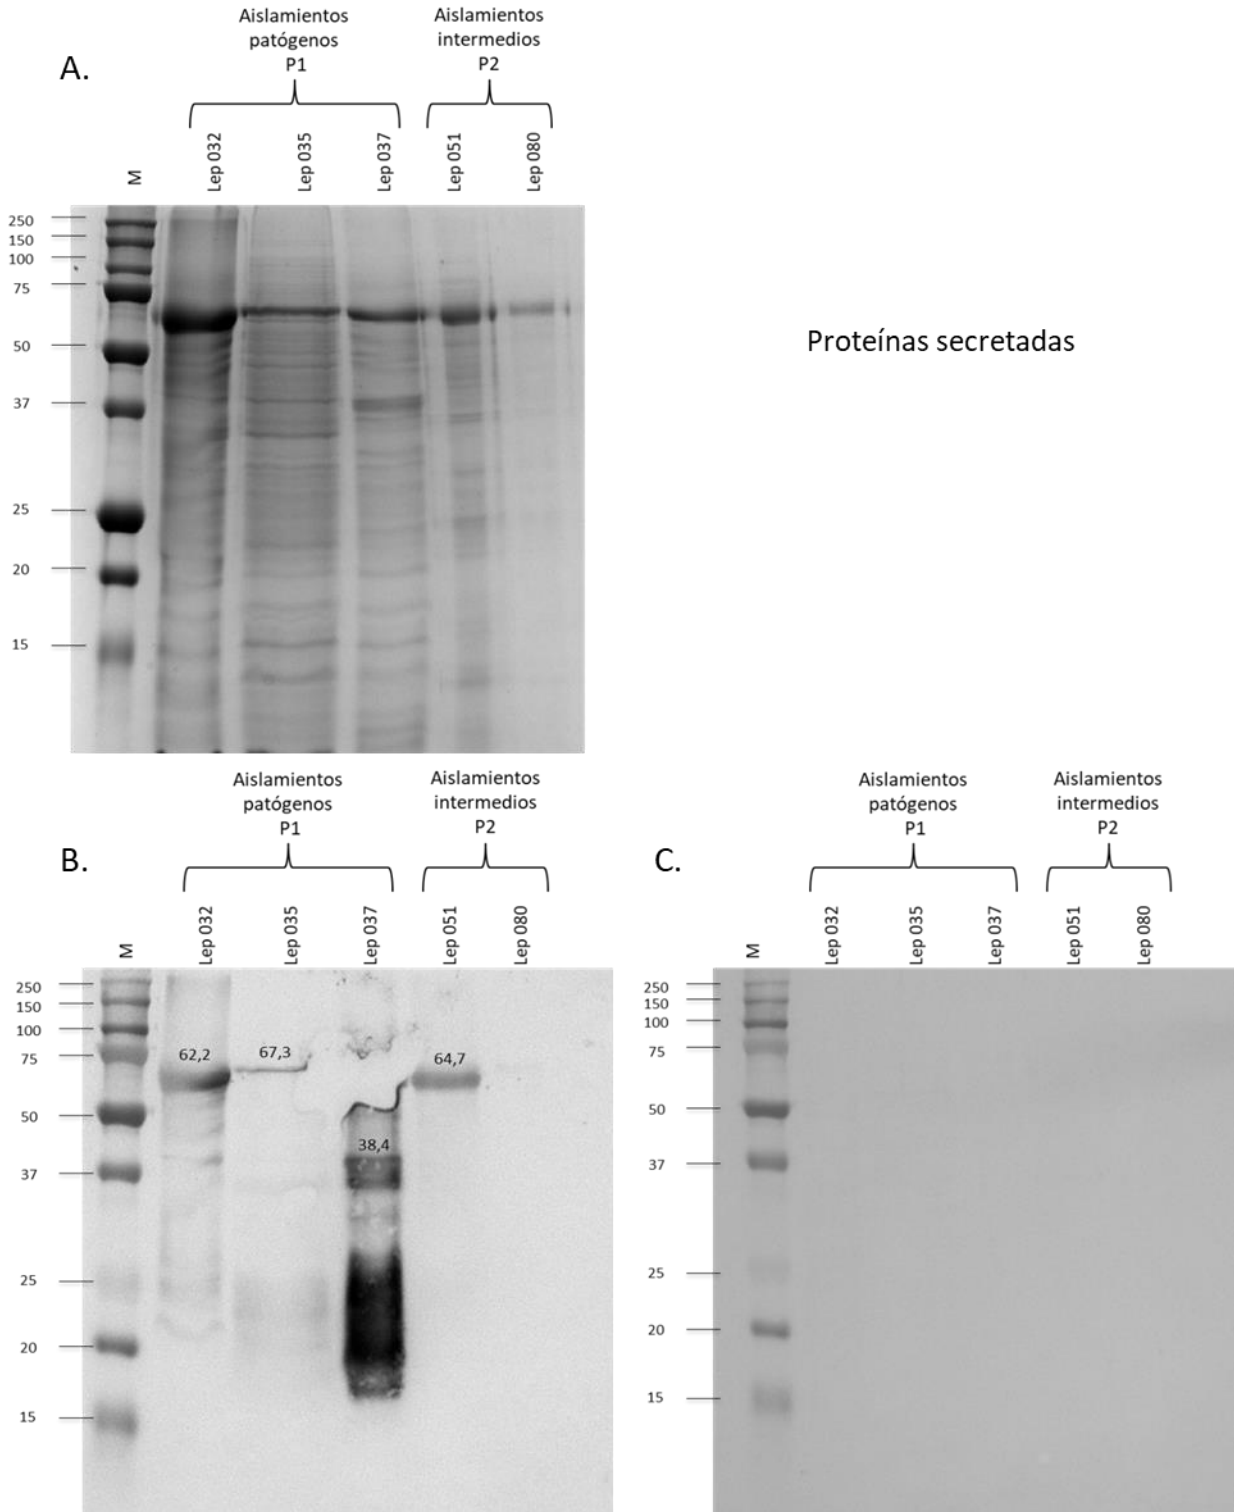 Aislamientos
patógenos
P1
Aislamientos
intermedios
P2
A.
M
Lep 032
Lep 035
Lep 037
Lep 051
Lep 080
250
150
100
75
50
37
25
20
15
Proteínas secretadas
Aislamientos
patógenos
P1
Aislamientos
intermedios
P2
B.
M
Lep 032
Lep 035
Lep 037
Lep 051
Lep 080
250
150
100
75
50
37
25
20
15
62,2
67,3
64,7
38,4
Aislamientos
patógenos
P1
Aislamientos
intermedios
P2
C.
M
Lep 032
Lep 035
Lep 037
Lep 051
Lep 080
250
150
100
75
50
37
25
20
15